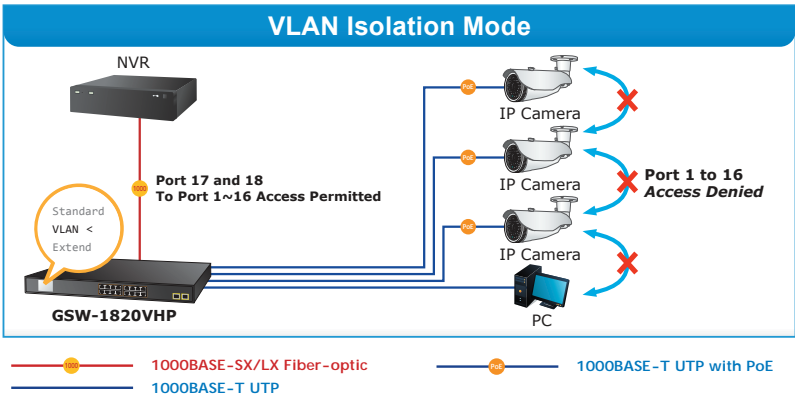 VLAN Isolation Mode
NVR
PoE
IP Camera
1000
Port 17 and 18
To Port 1~16 Access Permitted
PoE
IP Camera
Port 1 to 16
Access Denied
Standard
VLAN <
Extend
PoE
IP Camera
GSW-1820VHP
PC
1000
1000BASE-SX/LX Fiber-optic
PoE
1000BASE-T UTP with PoE
1000BASE-T UTP